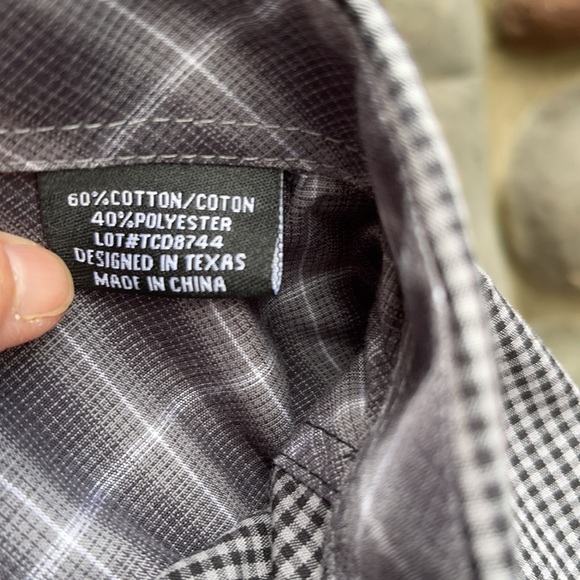 60%COTTON/COTON
40%POLYESTER
LOT#TCD8744
DESIGNED IN TEXAS
MADE IN CHINA